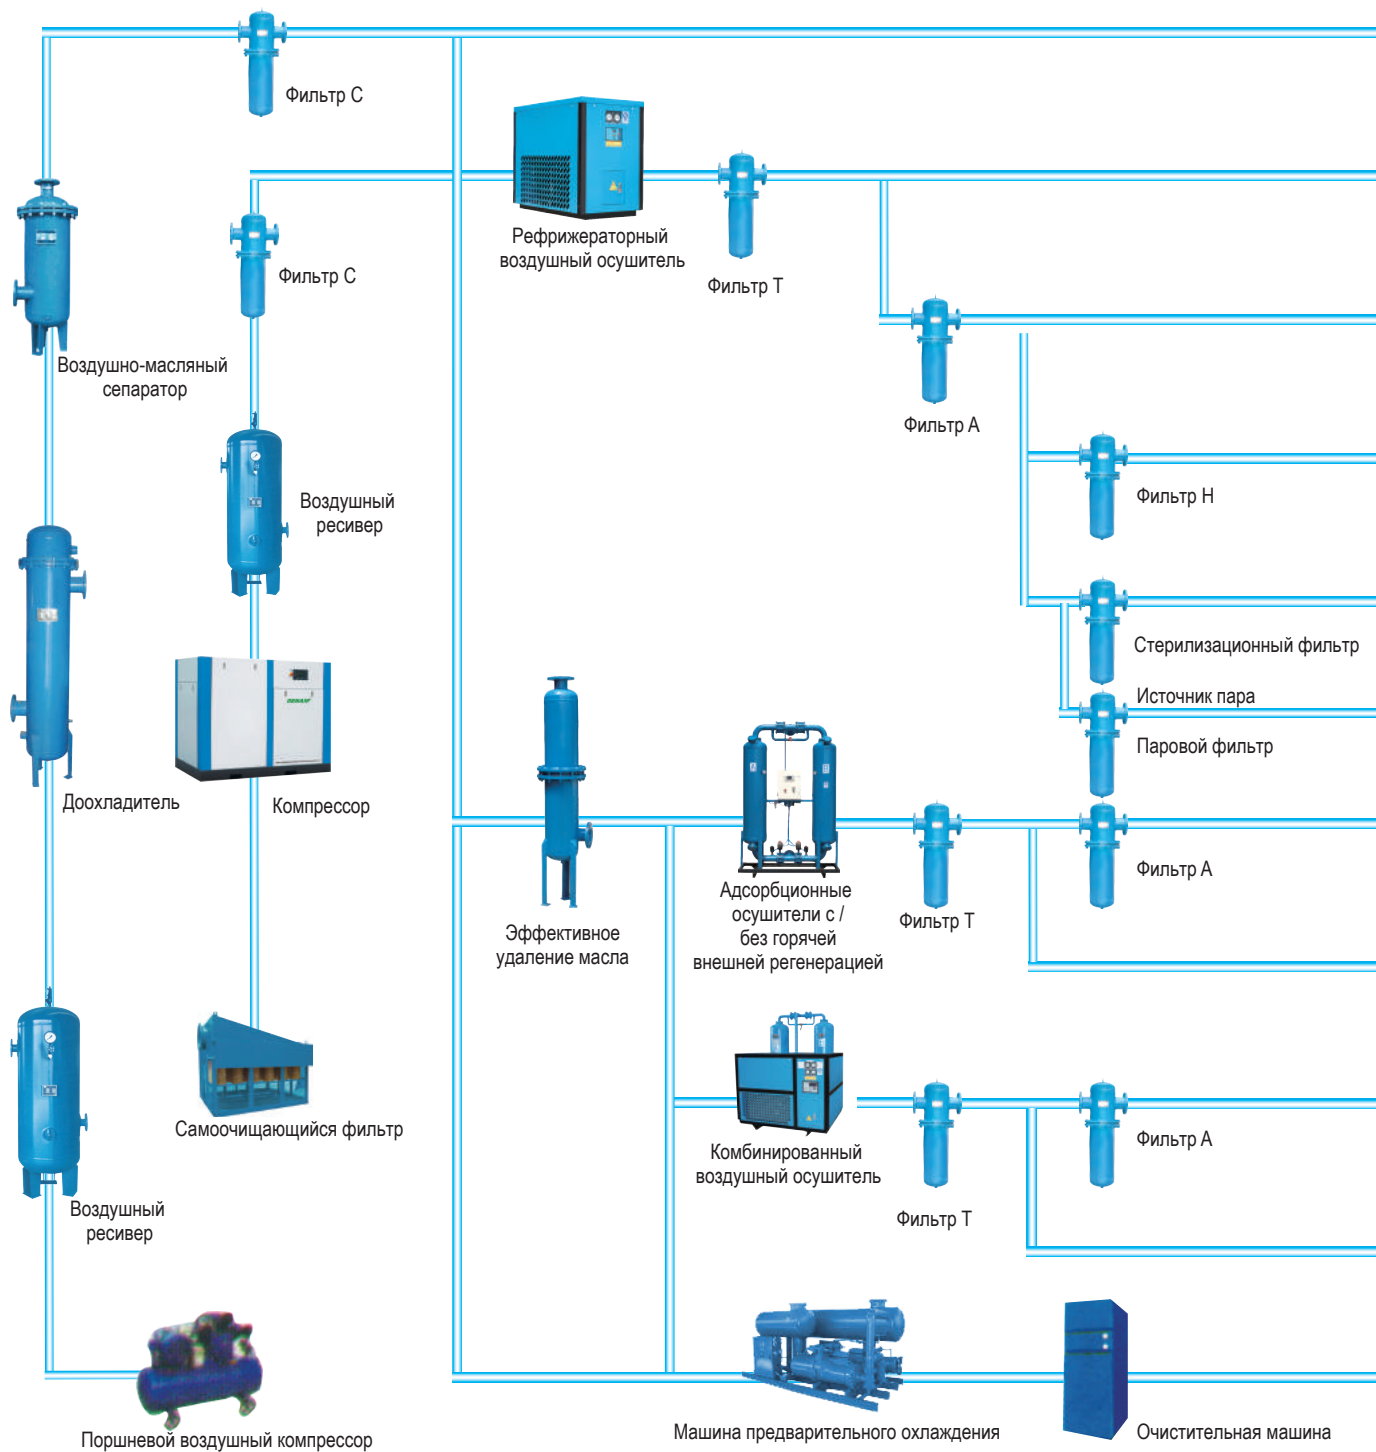 Фильтр С
Рефрижераторный
воздушный осушитель
Фильтр С
Фильтр Т
Воздушно-масляный
сепаратор
Фильтр А
Воздушный
ресивер
Фильтр Н
Стерилизационный фильтр
Источник пара
Паровой фильтр
Доохладитель
Компрессор
Фильтр А
Адсорбционные
осушители с /
без горячей
внешней регенерацией
Фильтр Т
Эффективное
удаление масла
Самоочищающийся фильтр
Фильтр А
Комбинированный
воздушный осушитель
Фильтр Т
Воздушный
ресивер
Машина предварительного охлаждения
Очистительная машина
Поршневой воздушный компрессор
DENAIR